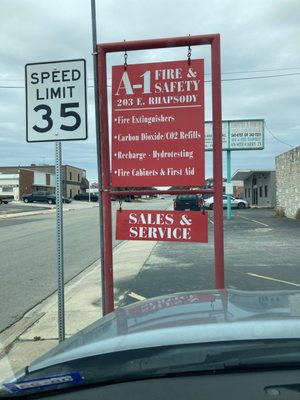 SPEED
LIMIT
35
A-1 FIRE &
SAFETY
203 E. RHAPSODY
• Fire Extinguishers
• Carbon Dioxide/CO2 Refills
• Recharge - Hydrotesting
• Fire Cabinets & First Aid
SALES &
SERVICE